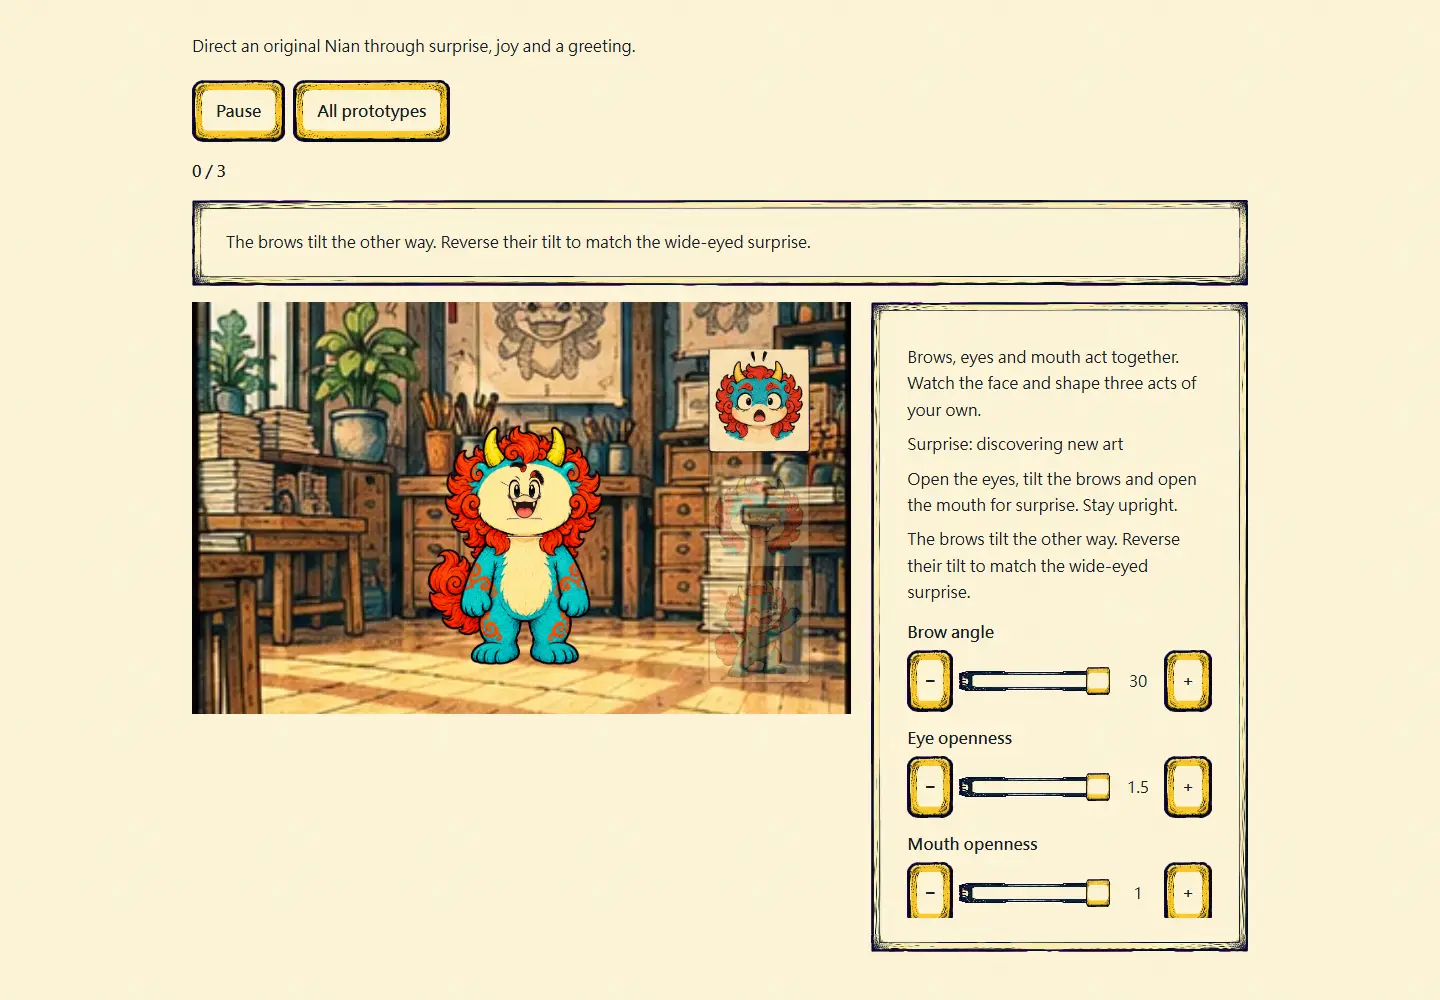 Direct an original Nian through surprise, joy and a greeting.
Pause
All prototypes
0 / 3
The brows tilt the other way. Reverse their tilt to match the wide-eyed surprise.
Brows, eyes and mouth act together.
Watch the face and shape three acts of
your own.
Surprise: discovering new art
Open the eyes, tilt the brows and open
the mouth for surprise. Stay upright.
The brows tilt the other way. Reverse
their tilt to match the wide-eyed
surprise.
Brow angle
− 30 +
Eye openness
− 1.5 +
Mouth openness
− 1 +